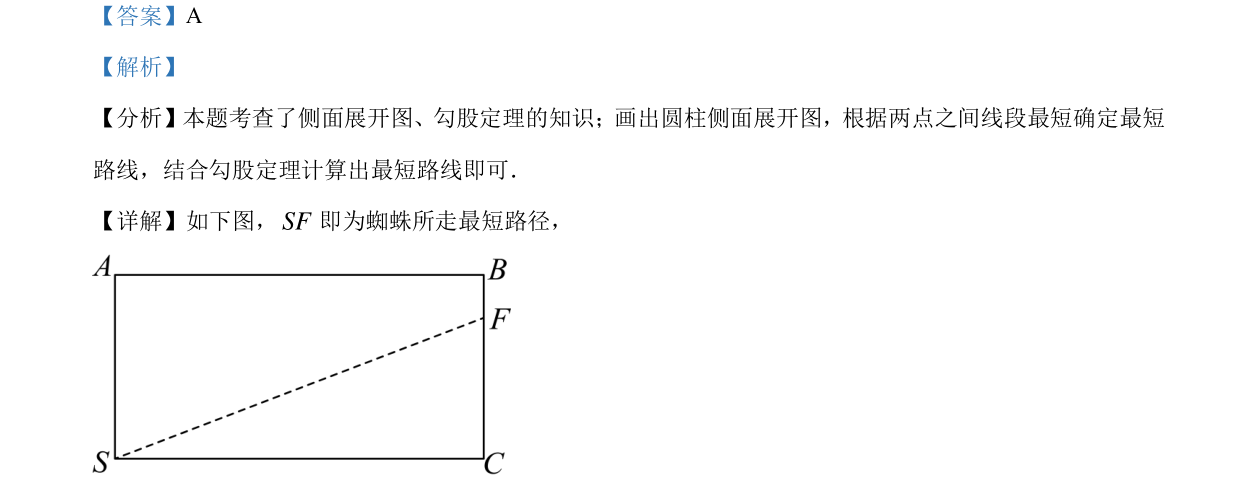 【答案】A
【解析】
【分析】本题考查了侧面展开图、勾股定理的知识；画出圆柱侧面展开图，根据两点之间线段最短确定最短
路线，结合勾股定理计算出最短路线即可．
【详解】如下图， SF 即为蜘蛛所走最短路径，
A
B
F
S
C